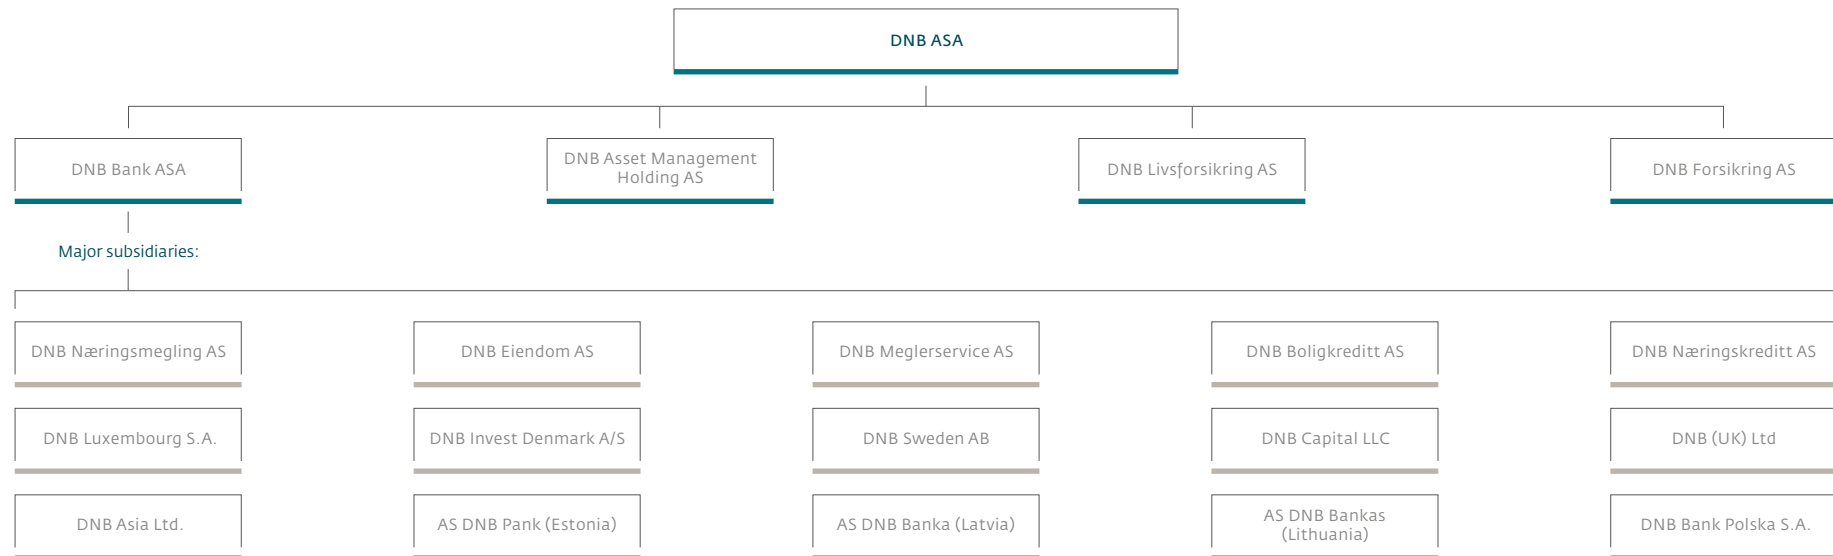 DNB ASA
DNB Bank ASA
DNB Asset Management
Holding AS
DNB Livsforsikring AS
DNB Forsikring AS
Major subsidiaries:
DNB Næringsmegling AS
DNB Eiendom AS
DNB Meglerservice AS
DNB Boligkreditt AS
DNB Næringskreditt AS
DNB Luxembourg S.A.
DNB Invest Denmark A/S
DNB Sweden AB
DNB Capital LLC
DNB (UK) Ltd
DNB Asia Ltd.
AS DNB Pank (Estonia)
AS DNB Banka (Latvia)
AS DNB Bankas
(Lithuania)
DNB Bank Polska S.A.